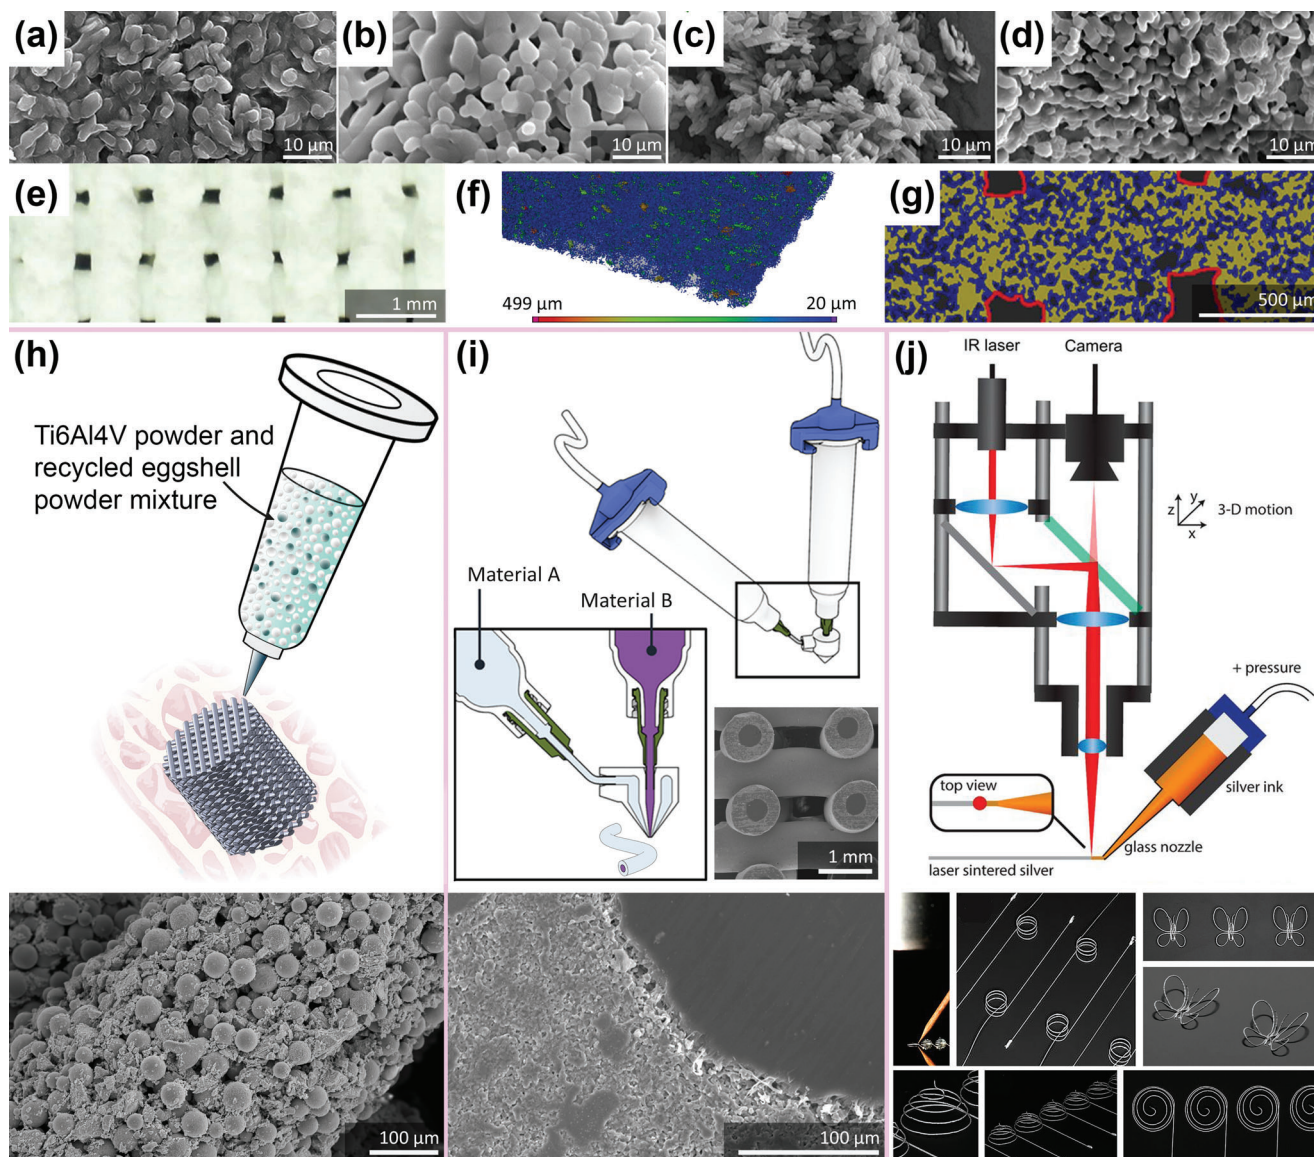 (a)
10 µm
(b)
10 µm
(c)
10 µm
(d)
10 µm
(e)
1 mm
(f)
499 µm
20 µm
(g)
500 µm
(h)
Ti6Al4V powder and
recycled eggshell
powder mixture
100 µm
(i)
Material A
Material B
1 mm
100 µm
(j)
IR laser
Camera
z
y
x
3-D motion
+ pressure
silver ink
top view
glass nozzle
laser sintered silver